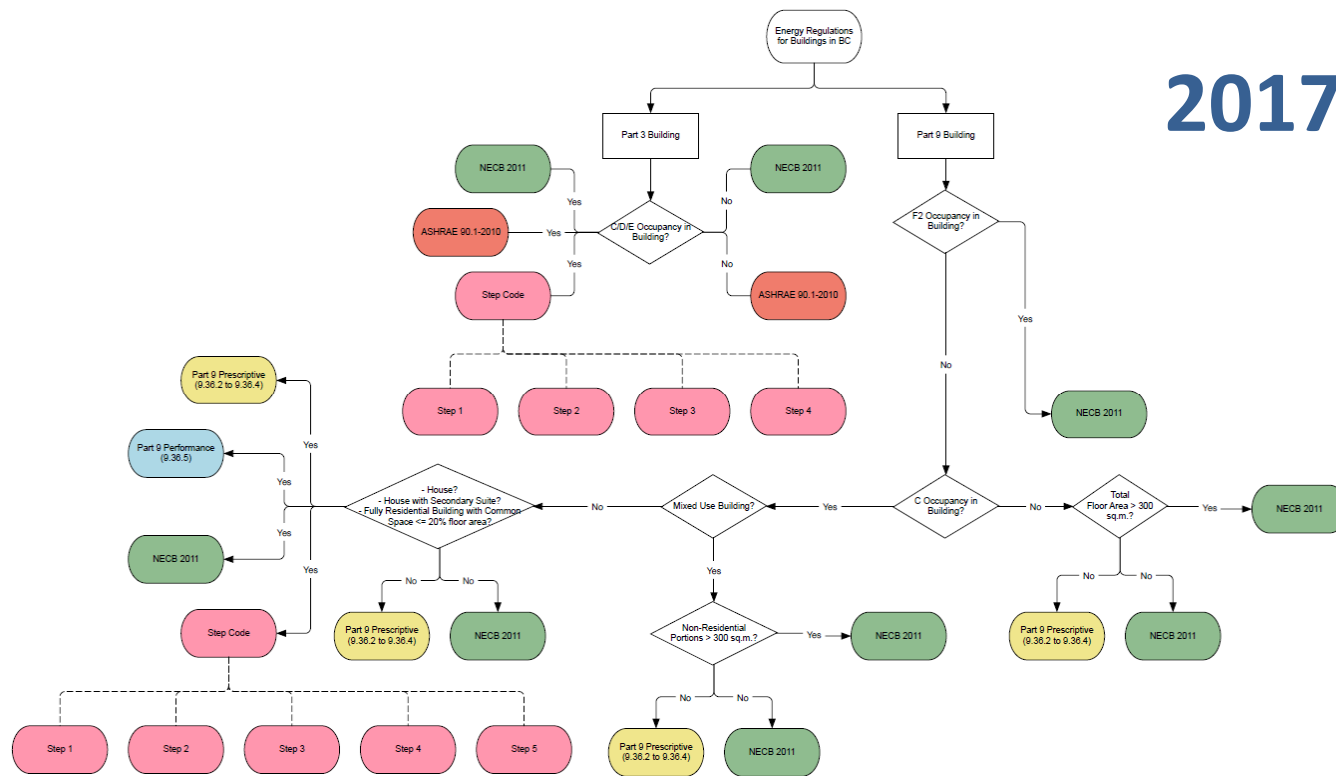 Energy Regulations
for Buildings in BC
2017
Part 3 Building
Part 9 Building
NECB 2011
Yes
ASHRAE 90.1-2010
Yes
Step Code
Yes
C/D/E Occupancy in
Building?
No
NECB 2011
No
ASHRAE 90.1-2010
F2 Occupancy in
Building?
Yes
NECB 2011
No
Step 1
Step 2
Step 3
Step 4
Part 9 Prescriptive
(9.36.2 to 9.36.4)
Yes
Part 9 Performance
(9.36.5)
Yes
NECB 2011
Yes
Step Code
Yes
- House?
- House with Secondary Suite?
- Fully Residential Building with Common
Space <= 20% floor area?
No
Mixed Use Building?
Yes
C Occupancy in
Building?
No
Total
Floor Area > 300
sq.m.?
Yes
NECB 2011
No
No
Part 9 Prescriptive
(9.36.2 to 9.36.4)
NECB 2011
Yes
Non-Residential
Portions > 300 sq.m.?
Yes
NECB 2011
No
No
Part 9 Prescriptive
(9.36.2 to 9.36.4)
NECB 2011
No
No
Part 9 Prescriptive
(9.36.2 to 9.36.4)
NECB 2011
Step 1
Step 2
Step 3
Step 4
Step 5